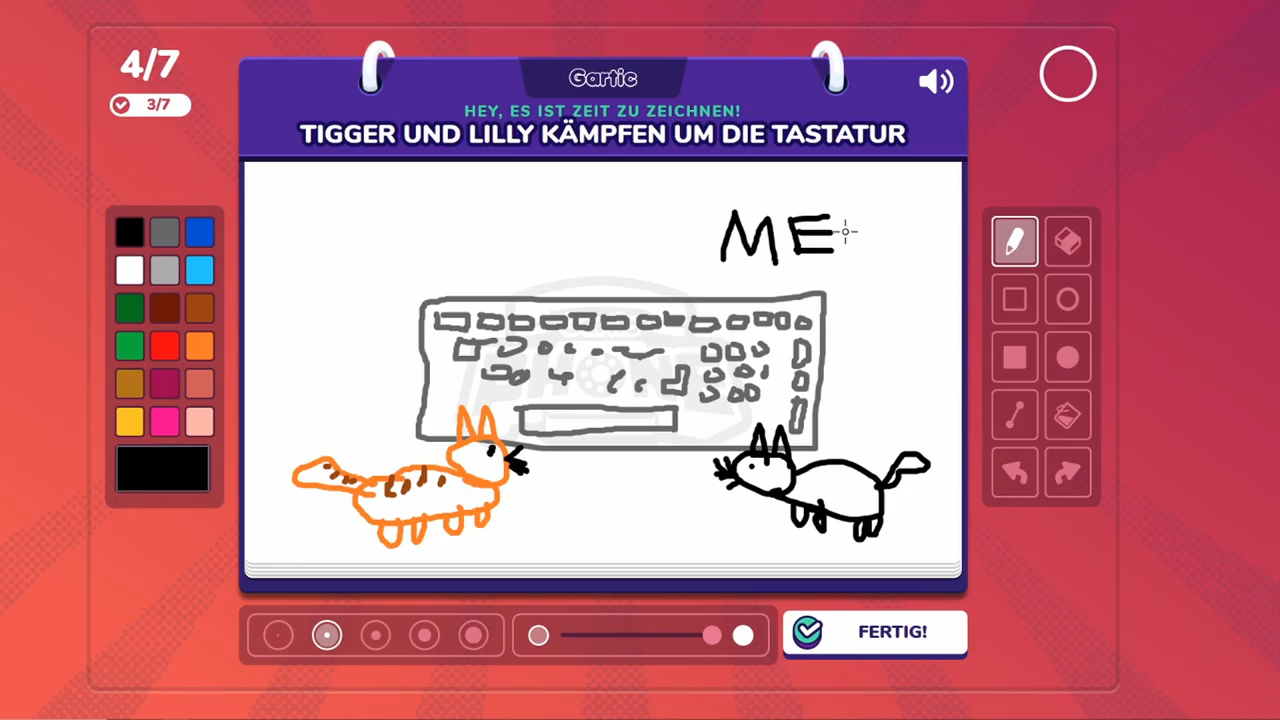 4/7
3/7
Gartic
HEY, ES IST ZEIT ZU ZEICHNEN!
TIGGER UND LILLY KÄMPFEN UM DIE TASTATUR
ME
PHONE
FERTIG!